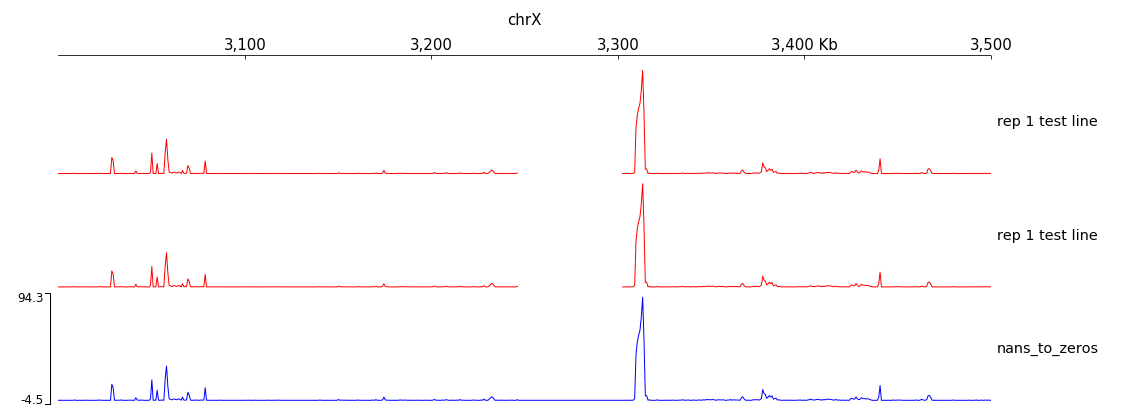 chrX
3,100 3,200 3,300 3,400 Kb 3,500
rep 1 test line
rep 1 test line
94.3
nans_to_zeros
-4.5